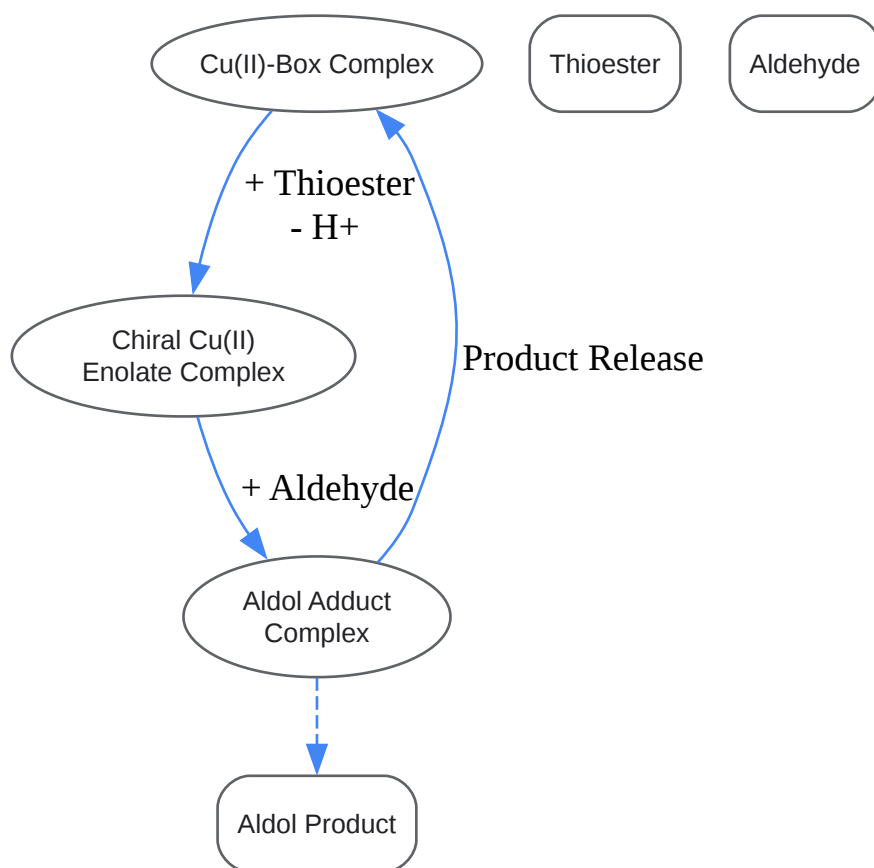 Cu(II)-Box Complex
Thioester
Aldehyde
+ Thioester
- H+
Chiral Cu(II)
Enolate Complex
Product Release
+ Aldehyde
Aldol Adduct
Complex
Aldol Product